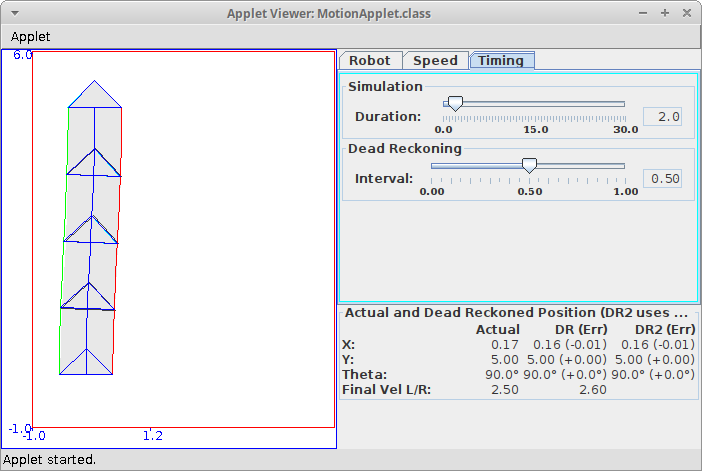 Applet Viewer: MotionApplet.class
Applet
6.0
-1.0
-1.0
1.2
Robot Speed Timing
Simulation
Duration: 2.0
0.0 15.0 30.0
Dead Reckoning
Interval: 0.50
0.00 0.50 1.00
Actual and Dead Reckoned Position (DR2 uses ...
Actual DR (Err) DR2 (Err)
X: 0.17 0.16 (-0.01) 0.16 (-0.01)
Y: 5.00 5.00 (+0.00) 5.00 (+0.00)
Theta: 90.0° 90.0° (+0.0°) 90.0° (+0.0°)
Final Vel L/R: 2.50 2.60
Applet started.